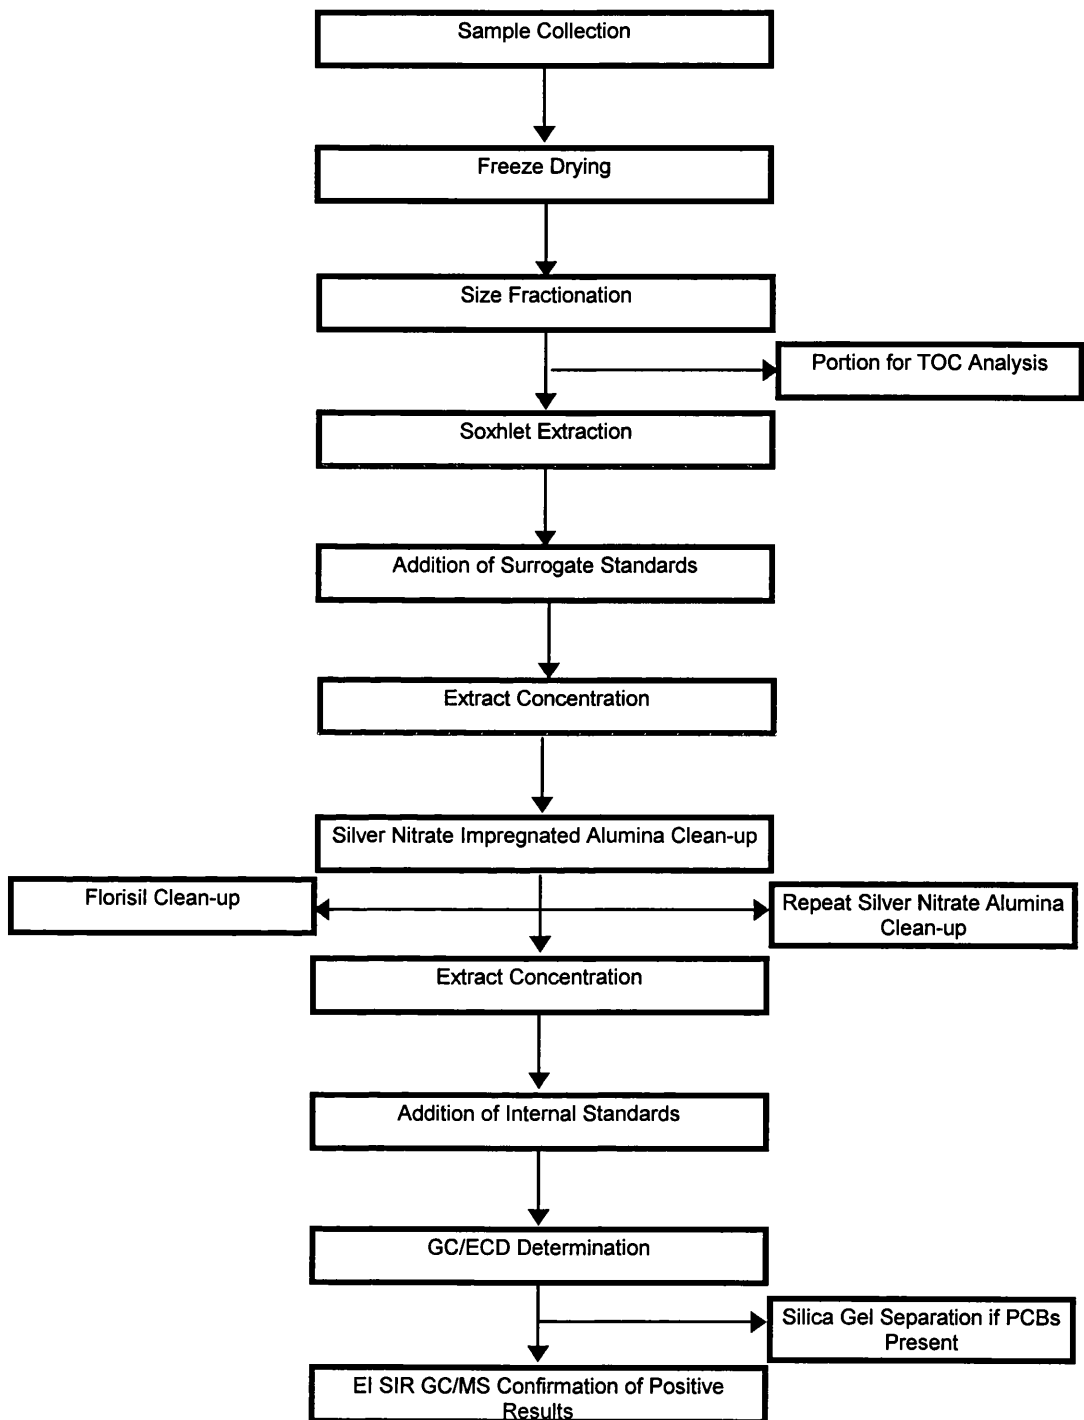 Sample Collection
Freeze Drying
Size Fractionation
Portion for TOC Analysis
Soxhlet Extraction
Addition of Surrogate Standards
Extract Concentration
Silver Nitrate Impregnated Alumina Clean-up
Florisil Clean-up
Repeat Silver Nitrate Alumina
Clean-up
Extract Concentration
Addition of Internal Standards
GC/ECD Determination
Silica Gel Separation if PCBs
Present
EI SIR GC/MS Confirmation of Positive
Results